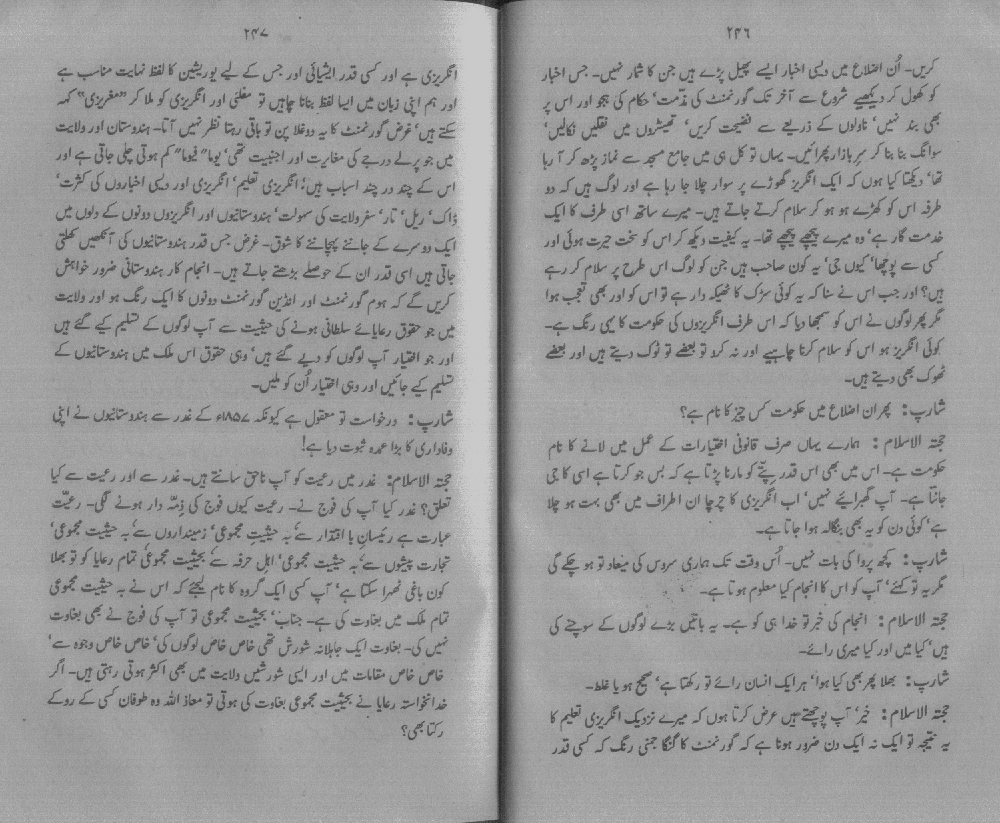 ۲۴۶
کریں۔ اُن اضلاع میں دیسی اخبار ایسے پھیل پڑے ہیں جن کا شمار نہیں۔ جس اخبار
کو کھول کر دیکھیے شروع سے آخر تک گورنمنٹ کی مذمت، حکام کی ہجو اور اس پر
بھی بند نہیں، ناولوں کے ذریعے سے فضیحت کریں، تھیٹروں میں نقلیں نکالیں،
سوانگ بنا بنا کر سرِ بازار پھرائیں۔ یہاں تو کل ہی میں جامع مسجد سے نماز پڑھ کر آ رہا
تھا، دیکھتا کیا ہوں کہ ایک انگریز گھوڑے پر سوار چلا جا رہا ہے اور لوگ ہیں کہ دو
طرفہ اس کو کھڑے ہو ہو کر سلام کرتے جاتے ہیں۔ میرے ساتھ اسی طرف کا ایک
خدمت گار ہے، وہ میرے پیچھے پیچھے تھا۔ یہ کیفیت دیکھ کر اس کو سخت حیرت ہوئی اور
کسی سے پوچھا، کیوں جی، یہ کون صاحب ہیں جن کو لوگ اس طرح پر سلام کر رہے
ہیں؟ اور جب اس نے سنا کہ یہ کوئی سڑک کا ٹھیکہ دار ہے تو اس کو اور بھی تعجب ہوا
مگر پھر لوگوں نے اس کو سمجھا دیا کہ اس طرف انگریزوں کی حکومت کا یہی رنگ ہے۔
کوئی انگریز ہو اس کو سلام کرنا چاہیے اور نہ کرو تو بعضے تو ٹوک دیتے ہیں اور بعضے
ٹھوک بھی دیتے ہیں۔
شارپ: پھر ان اضلاع میں حکومت کس چیز کا نام ہے؟
حجتہ الاسلام: ہمارے یہاں صرف قانونی اختیارات کے عمل میں لانے کا نام
حکومت ہے۔ اس میں بھی اس قدر پتّے کو مارنا پڑتا ہے کہ بس جو کرتا ہے اسی کا جی
جانتا ہے۔ آپ گھبرائیے نہیں، اب انگریزی کا چرچا ان اطراف میں بھی بہت ہو چلا
ہے، کوئی دن کو یہ بھی بنگالہ ہوا جاتا ہے۔
شارپ: کچھ پروا کی بات نہیں۔ اُس وقت تک ہماری سروس کی میعاد تو ہو چکے گی
مگر یہ تو کہئے، آپ کو اس کا انجام کیا معلوم ہوتا ہے۔
حجتہ الاسلام: انجام کی خبر تو خدا ہی کو ہے۔ یہ باتیں بڑے لوگوں کے سوچنے کی
ہیں، کیا میں اور کیا میری رائے۔
شارپ: بھلا پھر بھی کیا ہوا، ہر ایک انسان رائے تو رکھتا ہے، صحیح ہو یا غلط۔
حجتہ الاسلام: خیر، آپ پوچھتے ہیں عرض کرتا ہوں کہ میرے نزدیک انگریزی تعلیم کا
یہ نتیجہ تو ایک نہ ایک دن ضرور ہونا ہے کہ گورنمنٹ کا گنگا جمنی رنگ کہ کسی قدر
۲۴۷
انگریزی ہے اور کسی قدر ایشیائی اور جس کے لیے یوریشین کا لفظ نہایت مناسب ہے
اور ہم اپنی زبان میں ایسا لفظ بنانا چاہیں تو مغلئی اور انگریزی کو ملا کر "مغریزی" کہہ
سکتے ہیں، غرض گورنمنٹ کا یہ دوغلا پن تو باقی رہتا نظر نہیں آتا۔ ہندوستان اور ولایت
میں جو پرلے درجے کی مغایرت اور اجنبیت تھی، یوماً "فیوماً" کم ہوتی چلی جاتی ہے اور
اس کے چند در چند اسباب ہیں؛ انگریزی تعلیم، انگریزی اور دیسی اخباروں کی کثرت،
ڈاک، ریل، تار، سفر ولایت کی سہولت، ہندوستانیوں اور انگریزوں دونوں کے دلوں میں
ایک دوسرے کے جاننے پہچاننے کا شوق۔ غرض جس قدر ہندوستانیوں کی آنکھیں کھلتی
جاتی ہیں اسی قدر ان کے حوصلے بڑھتے جاتے ہیں۔ انجام کار ہندوستانی ضرور خواہش
کریں گے کہ ہوم گورنمنٹ اور انڈین گورنمنٹ دونوں کا ایک رنگ ہو اور ولایت
میں جو حقوق رعایائے سلطانی ہونے کی حیثیت سے آپ لوگوں کے تسلیم کیے گئے ہیں
اور جو اختیار آپ لوگوں کو دیے گئے ہیں، وہی حقوق اس ملک میں ہندوستانیوں کے
تسلیم کیے جائیں اور وہی اختیار اُن کو ملیں۔
شارپ: درخواست تو معقول ہے کیونکہ ۱۸۵۷ء کے غدر سے ہندوستانیوں نے اپنی
وفاداری کا بڑا عمدہ ثبوت دیا ہے!
حجتہ الاسلام: غدر میں رعیت کو آپ ناحق سانتے ہیں۔ غدر سے اور رعیت سے کیا
تعلق؟ غدر کیا آپ کی فوج نے۔ رعیت کیوں فوج کی ذِمّہ دار ہونے لگی۔ رعیّت
عبارت ہے رئیسانِ با اقتدار سے بہ حیثیتِ مجموعی، زمینداروں سے بہ حیثیت مجموعی،
تجارت پیشوں سے بہ حیثیت مجموعی، اہل حرفہ سے بحیثیت مجموعی تمام رعایا کو تو بھلا
کون باغی ٹھہرا سکتا ہے، آپ کسی ایک گروہ کا نام لیجئے کہ اس نے بہ حیثیت مجموعی
تمام ملک میں بغاوت کی ہے۔ جناب، بحیثیت مجموعی تو آپ کی فوج نے بھی بغاوت
نہیں کی۔ بغاوت ایک جاہلانہ شورش تھی خاص خاص لوگوں کی، خاص خاص وجوہ سے،
خاص خاص مقامات میں اور ایسی شورشیں ولایت میں بھی اکثر ہوتی رہتی ہیں۔ اگر
خدانخواستہ رعایا نے بحیثیت مجموعی بغاوت کی ہوتی تو معاذ اللہ وہ طوفان کسی کے روکے
رکتا بھی؟